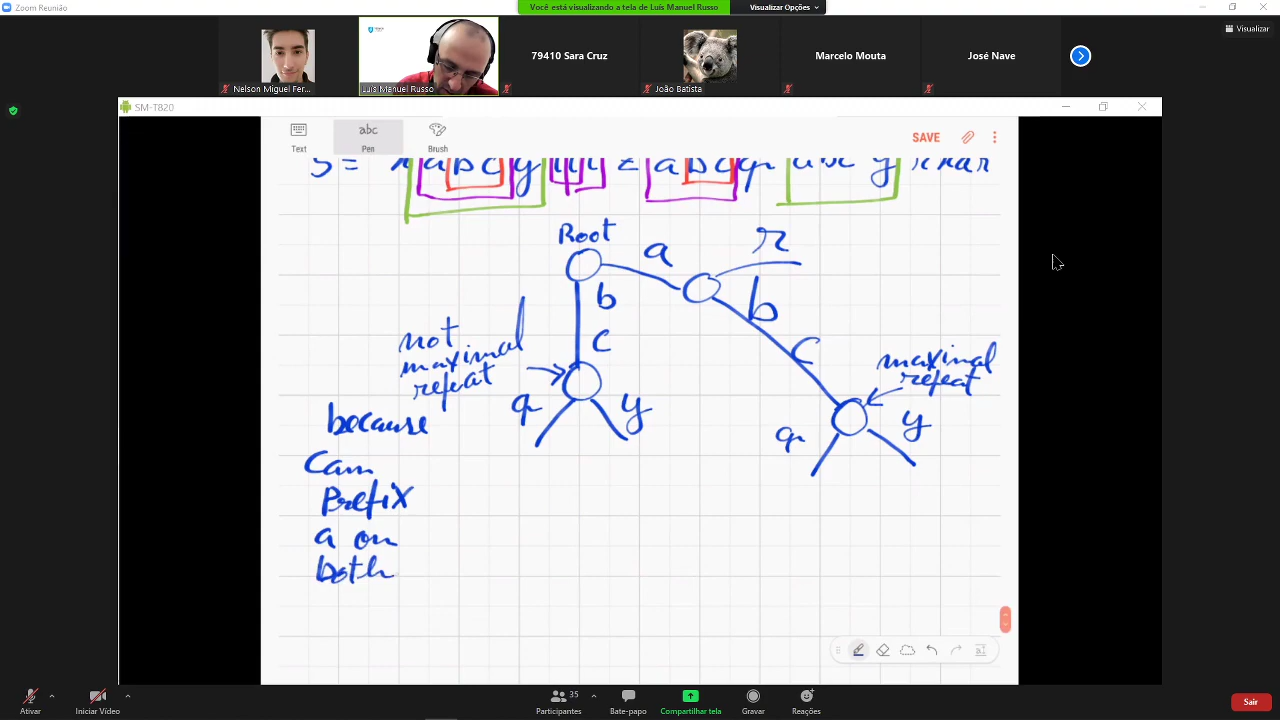 Zoom Reunião
Você está visualizando a tela de Luís Manuel Russo
Visualizar Opções
Visualizar
79410 Sara Cruz
Marcelo Mouta
José Nave
Nelson Miguel Fer...
Luís Manuel Russo
João Batista
SM-T820
Text
abc
Pen
Brush
SAVE
S =
a b c y
a b c
a b c y
Root
a
r
b
b
c
c
not
maximal
repeat
maximal
repeat
q
y
q
y
because
Can
Prefix
a on
both
Ativar
Iniciar Vídeo
35
Participantes
Bate-papo
Compartilhar tela
Gravar
Reações
Sair